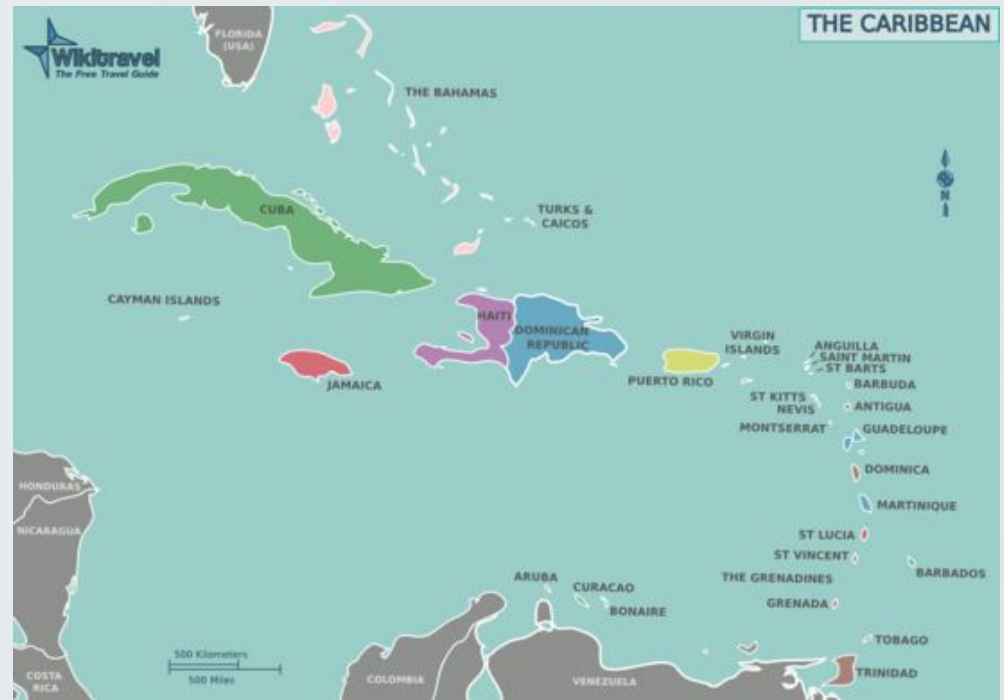 THE CARIBBEAN
FLORIDA
(USA)
Wikitravel
The Free Travel Guide
THE BAHAMAS
N
CUBA
TURKS &
CAICOS
CAYMAN ISLANDS
HAITI
DOMINICAN
REPUBLIC
JAMAICA
PUERTO RICO
VIRGIN
ISLANDS
ANGUILLA
SAINT MARTIN
ST BARTS
BARBUDA
ST KITTS
NEVIS
ANTIGUA
MONTSERRAT
GUADELOUPE
DOMINICA
MARTINIQUE
ST LUCIA
ST VINCENT
THE GRENADINES
BARBADOS
GRENADA
TOBAGO
TRINIDAD
HONDURAS
NICARAGUA
COSTA
RICA
ARUBA
CURACAO
BONAIRE
500 Kilometers
500 Miles
COLOMBIA
VENEZUELA